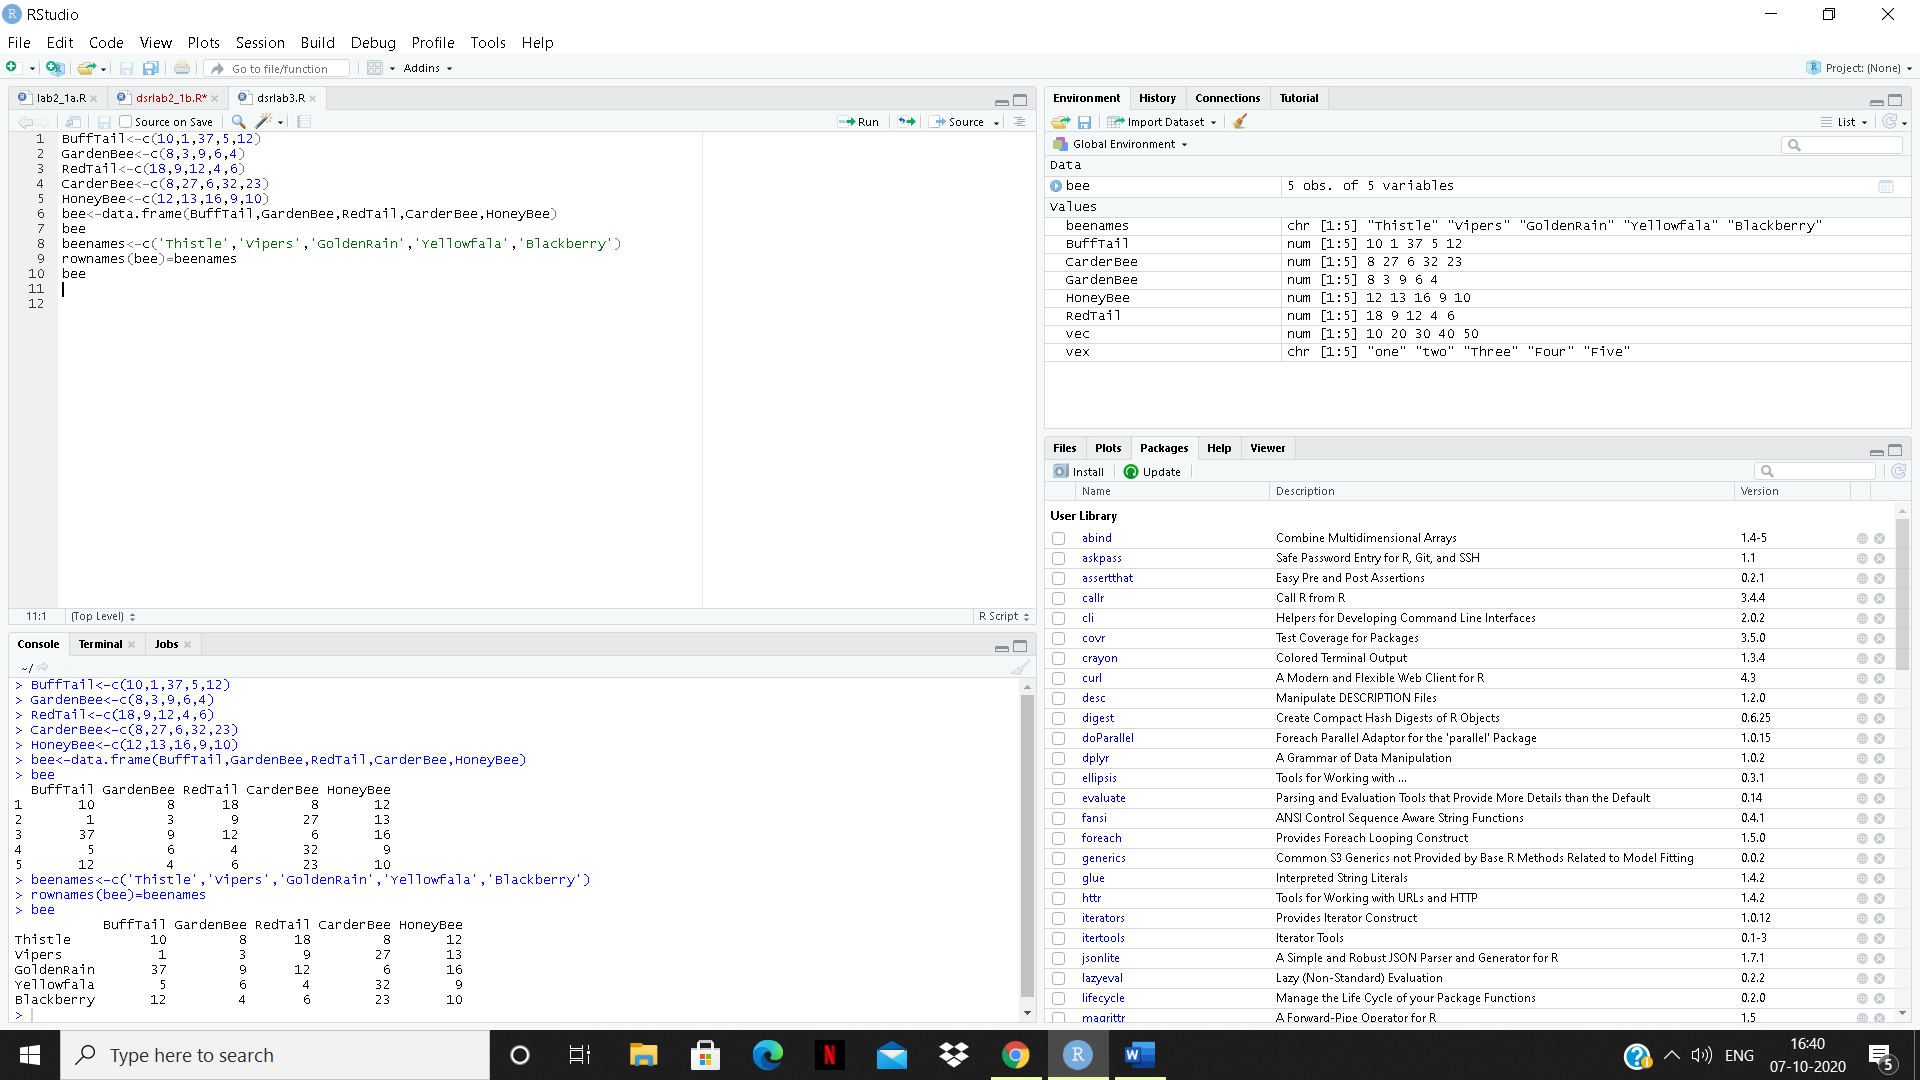 RStudio
File Edit Code View Plots Session Build Debug Profile Tools Help
Go to file/function Addins Project: (None)
lab2_1a.R dsrlab2_1b.R* dsrlab3.R
Source on Save Run Source
1 BuffTail<-c(10,1,37,5,12)
2 GardenBee<-c(8,3,9,6,4)
3 RedTail<-c(18,9,12,4,6)
4 CarderBee<-c(8,27,6,32,23)
5 HoneyBee<-c(12,13,16,9,10)
6 bee<-data.frame(BuffTail,GardenBee,RedTail,CarderBee,HoneyBee)
7 bee
8 beenames<-c('Thistle','Vipers','GoldenRain','Yellowfala','Blackberry')
9 rownames(bee)=beenames
10 bee
11
12
11:1 (Top Level) R Script
Console Terminal Jobs
~/
> BuffTail<-c(10,1,37,5,12)
> GardenBee<-c(8,3,9,6,4)
> RedTail<-c(18,9,12,4,6)
> CarderBee<-c(8,27,6,32,23)
> HoneyBee<-c(12,13,16,9,10)
> bee<-data.frame(BuffTail,GardenBee,RedTail,CarderBee,HoneyBee)
> bee
BuffTail GardenBee RedTail CarderBee HoneyBee
1 10 8 18 8 12
2 1 3 9 27 13
3 37 9 12 6 16
4 5 6 4 32 9
5 12 4 6 23 10
> beenames<-c('Thistle','Vipers','GoldenRain','Yellowfala','Blackberry')
> rownames(bee)=beenames
> bee
BuffTail GardenBee RedTail CarderBee HoneyBee
Thistle 10 8 18 8 12
Vipers 1 3 9 27 13
GoldenRain 37 9 12 6 16
Yellowfala 5 6 4 32 9
Blackberry 12 4 6 23 10
>
Environment History Connections Tutorial
Import Dataset List
Global Environment
Data
bee 5 obs. of 5 variables
Values
beenames chr [1:5] "Thistle" "Vipers" "GoldenRain" "Yellowfala" "Blackberry"
BuffTail num [1:5] 10 1 37 5 12
CarderBee num [1:5] 8 27 6 32 23
GardenBee num [1:5] 8 3 9 6 4
HoneyBee num [1:5] 12 13 16 9 10
RedTail num [1:5] 18 9 12 4 6
vec num [1:5] 10 20 30 40 50
vex chr [1:5] "one" "two" "Three" "Four" "Five"
Files Plots Packages Help Viewer
Install Update
Name Description Version
User Library
abind Combine Multidimensional Arrays 1.4-5
askpass Safe Password Entry for R, Git, and SSH 1.1
assertthat Easy Pre and Post Assertions 0.2.1
callr Call R from R 3.4.4
cli Helpers for Developing Command Line Interfaces 2.0.2
covr Test Coverage for Packages 3.5.0
crayon Colored Terminal Output 1.3.4
curl A Modern and Flexible Web Client for R 4.3
desc Manipulate DESCRIPTION Files 1.2.0
digest Create Compact Hash Digests of R Objects 0.6.25
doParallel Foreach Parallel Adaptor for the 'parallel' Package 1.0.15
dplyr A Grammar of Data Manipulation 1.0.2
ellipsis Tools for Working with ... 0.3.1
evaluate Parsing and Evaluation Tools that Provide More Details than the Default 0.14
fansi ANSI Control Sequence Aware String Functions 0.4.1
foreach Provides Foreach Looping Construct 1.5.0
generics Common S3 Generics not Provided by Base R Methods Related to Model Fitting 0.0.2
glue Interpreted String Literals 1.4.2
httr Tools for Working with URLs and HTTP 1.4.2
iterators Provides Iterator Construct 1.0.12
itertools Iterator Tools 0.1-3
jsonlite A Simple and Robust JSON Parser and Generator for R 1.7.1
lazyeval Lazy (Non-Standard) Evaluation 0.2.2
lifecycle Manage the Life Cycle of your Package Functions 0.2.0
magrittr A Forward-Pipe Operator for R 1.5
Type here to search
ENG
16:40
07-10-2020
5